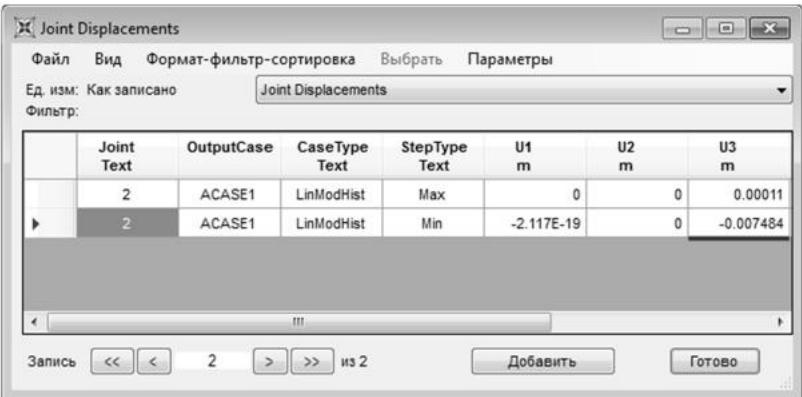 Joint Displacements
Файл Вид Формат-фильтр-сортировка Выбрать Параметры
Ед. изм: Как записано Joint Displacements
Фильтр:
Joint Text OutputCase CaseType Text StepType Text U1 m U2 m U3 m
2 ACASE1 LinModHist Max 0 0 0.00011
2 ACASE1 LinModHist Min -2.117E-19 0 -0.007484
Запись << < 2 > >> из 2 Добавить Готово